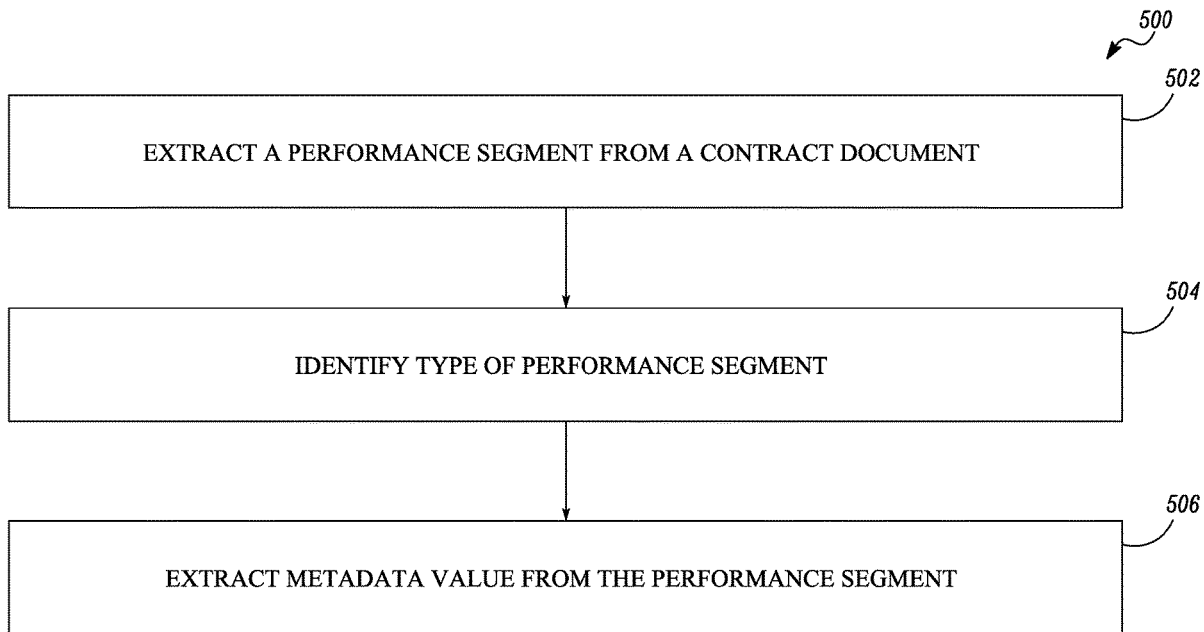 500
502
EXTRACT A PERFORMANCE SEGMENT FROM A CONTRACT DOCUMENT
504
IDENTIFY TYPE OF PERFORMANCE SEGMENT
506
EXTRACT METADATA VALUE FROM THE PERFORMANCE SEGMENT